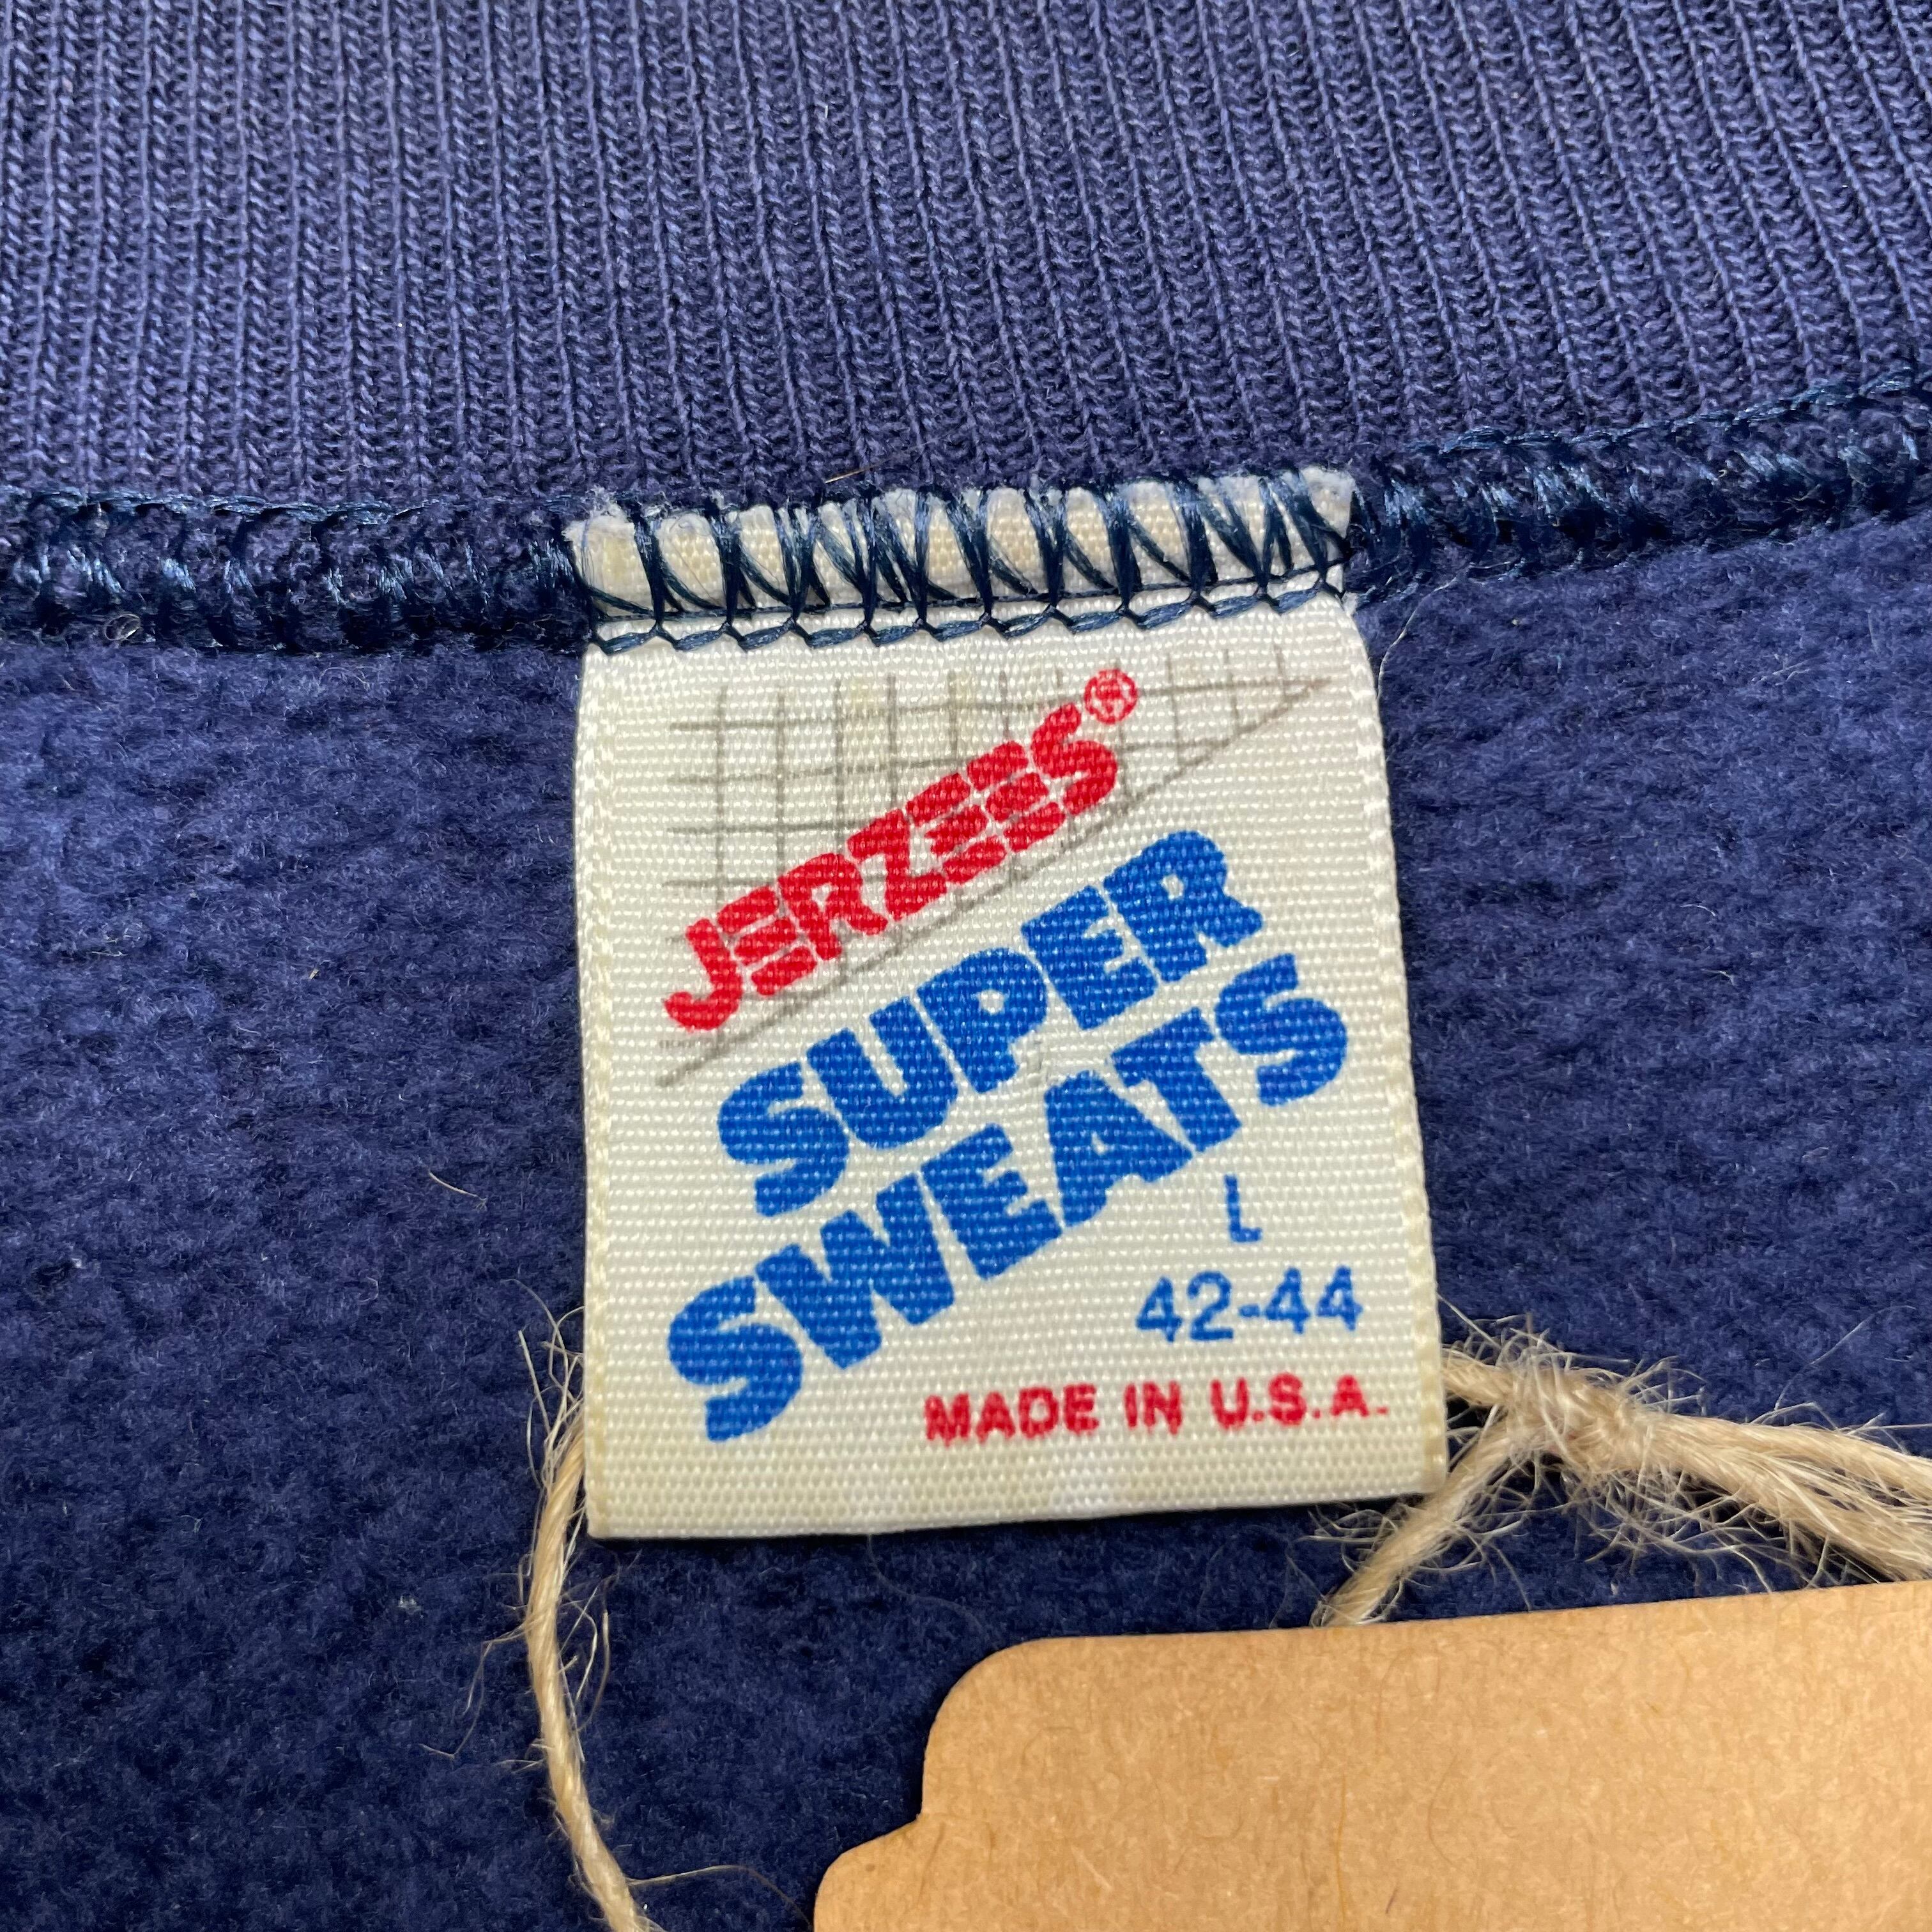 JERZEES®
SUPER
SWEATS
L
42-44
MADE IN U.S.A.